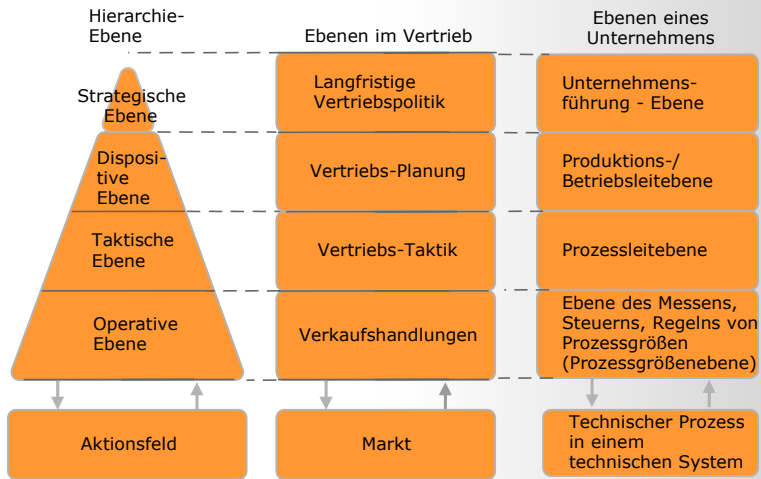 Hierarchie-
Ebene
Ebenen im Vertrieb
Ebenen eines
Unternehmens
Strategische
Ebene
Langfristige
Vertriebspolitik
Unternehmens-
führung - Ebene
Disposi-
tive
Ebene
Vertriebs-Planung
Produktions-/
Betriebsleitebene
Taktische
Ebene
Vertriebs-Taktik
Prozessleitebene
Operative
Ebene
Verkaufshandlungen
Ebene des Messens,
Steuerns, Regelns von
Prozessgrößen
(Prozessgrößenebene)
Aktionsfeld
Markt
Technischer Prozess
in einem
technischen System